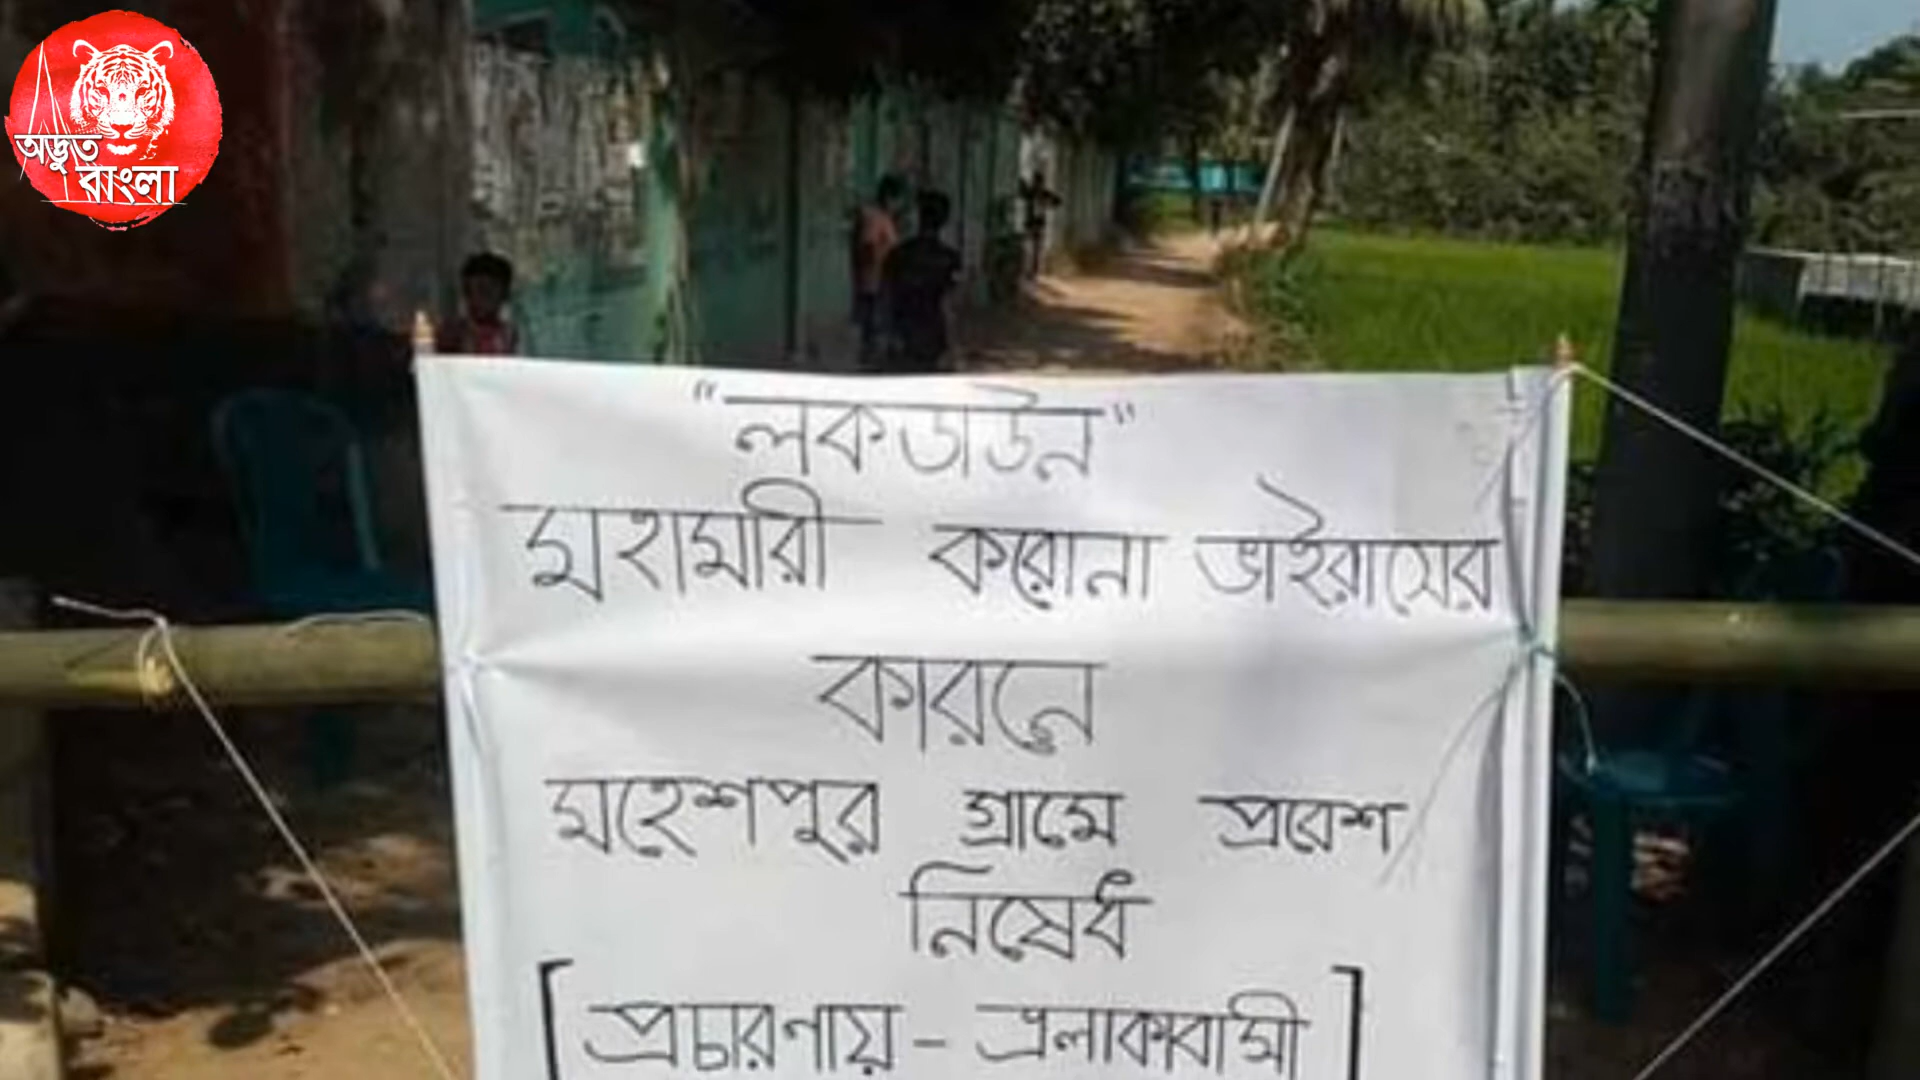 অদ্ভুত
বাংলা
"লকডাউন"
মহামারী করোনা ভাইরাসের
কারনে
মহেশপুর গ্রামে প্রবেশ
নিষেধ
[প্রচারণায় - এলাকাবাসী]